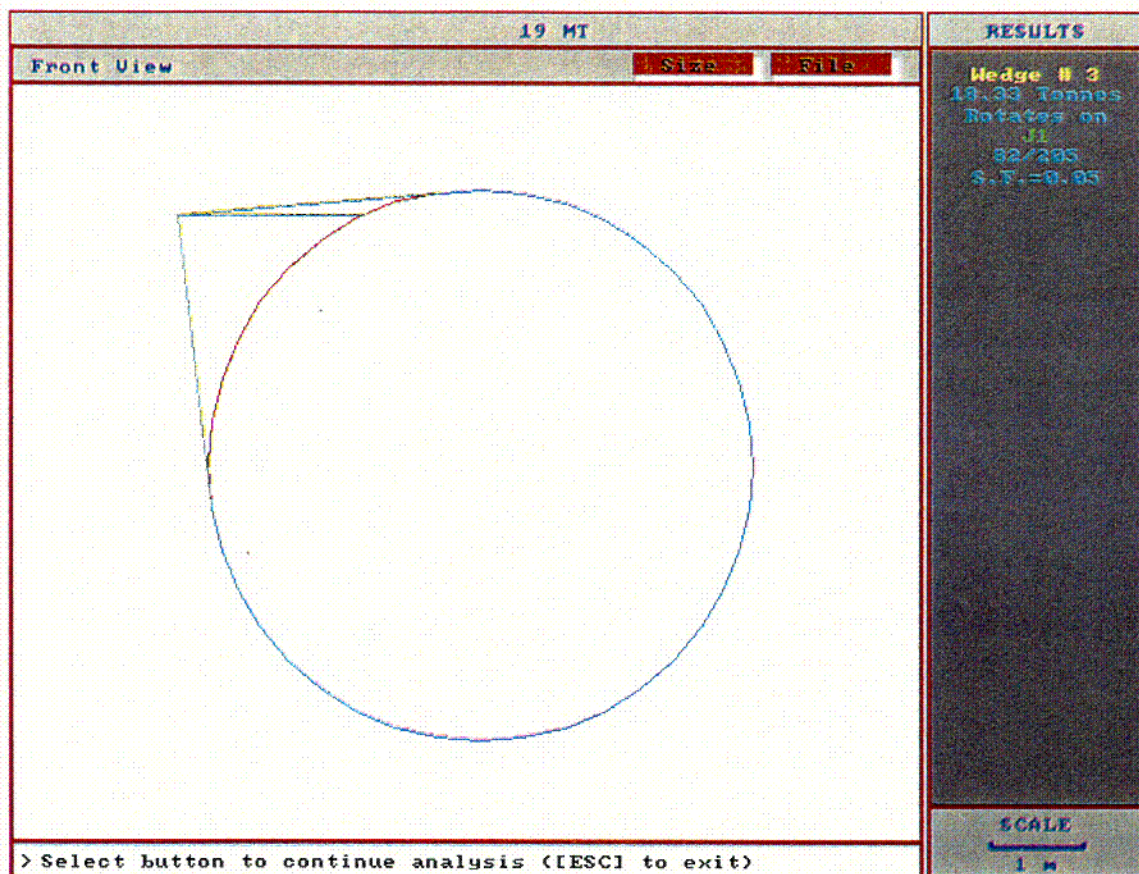 19 MT
RESULTS
Front View
Size
File
Wedge # 3
18.33 Tonnes
Rotates on
J1
82/205
S.F.=0.05
> Select button to continue analysis ([ESC] to exit)
SCALE
1 m